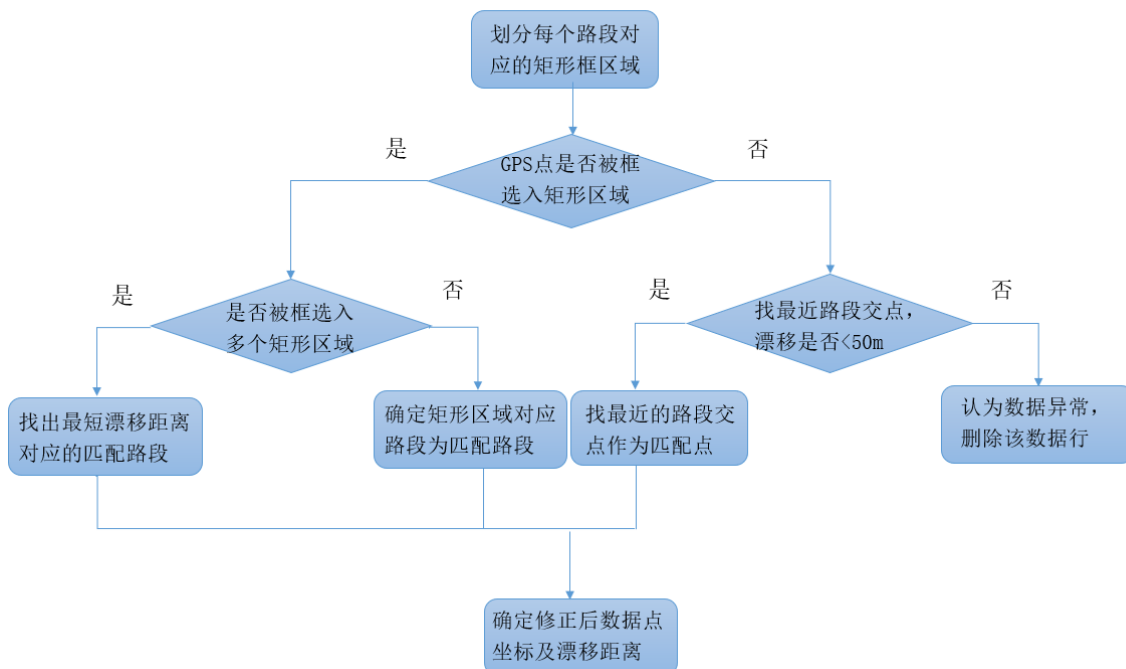 划分每个路段对
应的矩形框区域
是
否
GPS点是否被框
选入矩形区域
是
否
是
否
是否被框选入
多个矩形区域
找最近路段交点，
漂移是否<50m
找出最短漂移距离
对应的匹配路段
确定矩形区域对应
路段为匹配路段
找最近的路段交
点作为匹配点
认为数据异常，
删除该数据行
确定修正后数据点
坐标及漂移距离